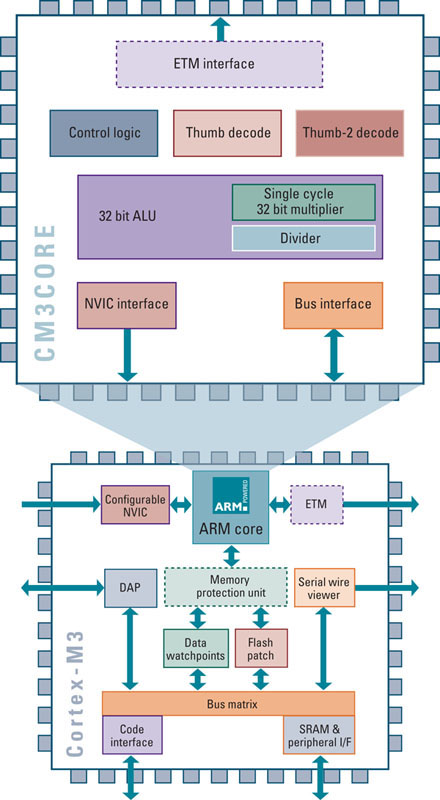 ETM interface
Control logic
Thumb decode
Thumb-2 decode
32 bit ALU
Single cycle
32 bit multiplier
Divider
NVIC interface
Bus interface
CM3CORE
Configurable
NVIC
ARM
POWERED
ARM core
ETM
DAP
Memory
protection unit
Serial wire
viewer
Data
watchpoints
Flash
patch
Bus matrix
Code
interface
SRAM &
peripheral I/F
Cortex-M3